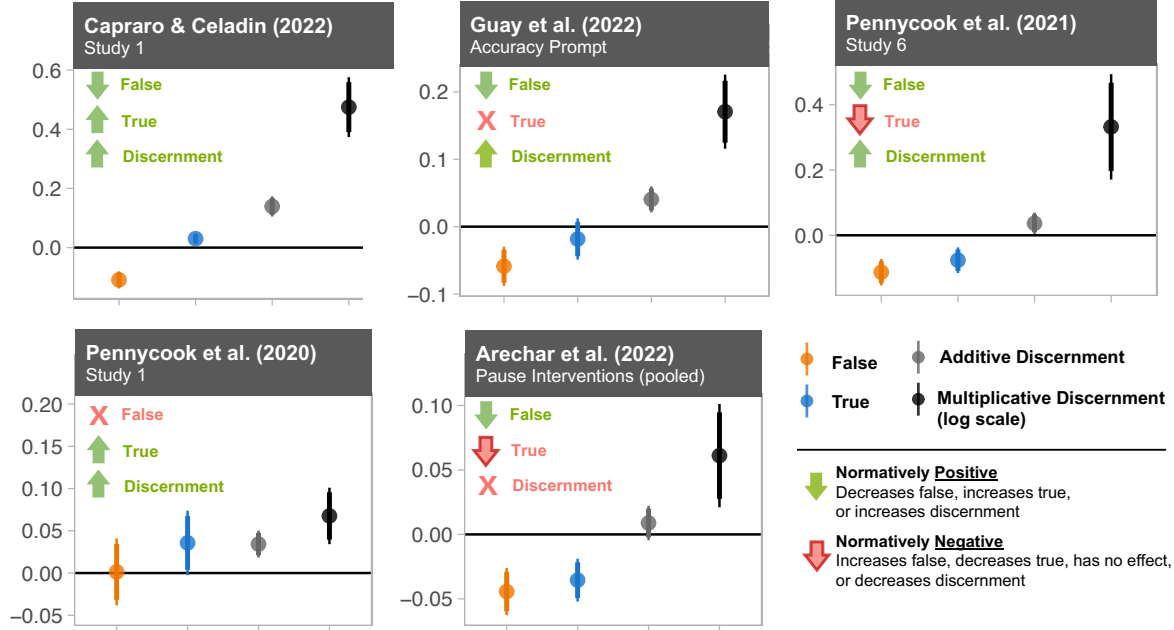 Capraro & Celadin (2022)
Study 1
0.6
0.4
0.2
0.0
False
True
Discernment
Guay et al. (2022)
Accuracy Prompt
0.2
0.1
0.0
−0.1
False
X True
Discernment
Pennycook et al. (2021)
Study 6
0.4
0.2
0.0
False
True
Discernment
Pennycook et al. (2020)
Study 1
0.20
0.15
0.10
0.05
0.00
−0.05
X False
True
Discernment
Arechar et al. (2022)
Pause Interventions (pooled)
0.10
0.05
0.00
−0.05
False
True
X Discernment
False
Additive Discernment
True
Multiplicative Discernment
(log scale)
Normatively Positive
Decreases false, increases true,
or increases discernment
Normatively Negative
Increases false, decreases true, has no effect,
or decreases discernment